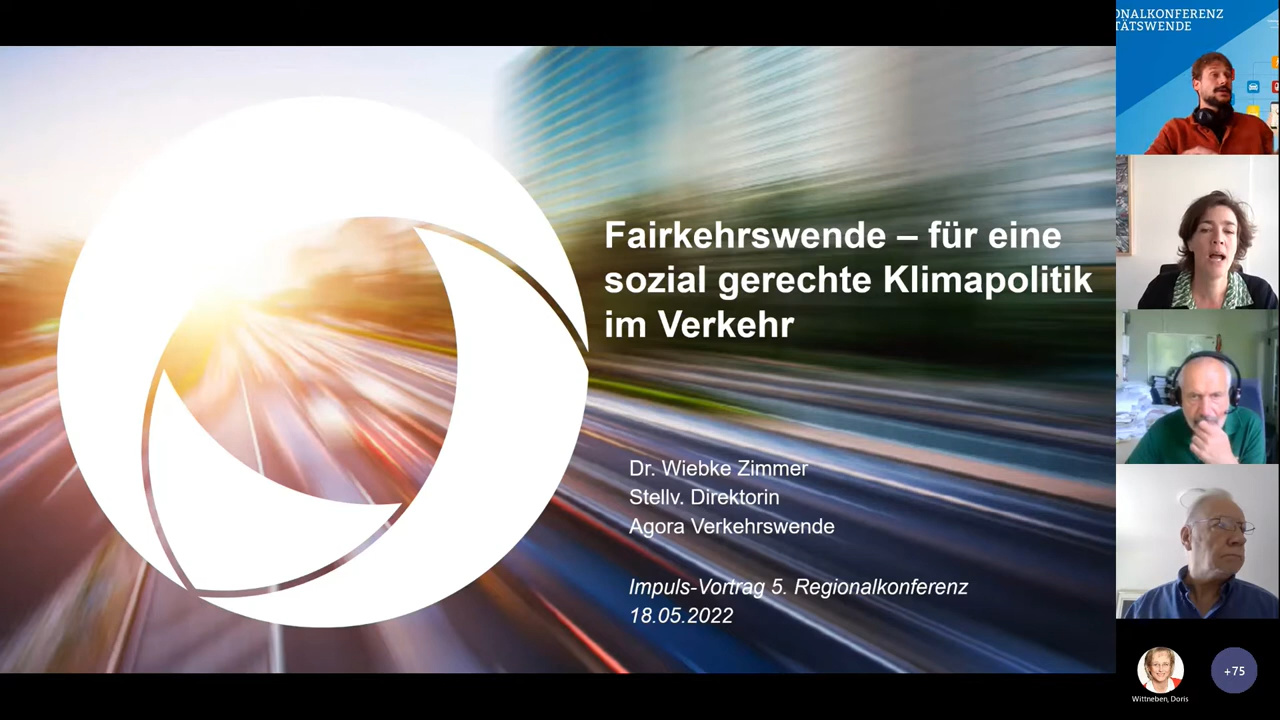 Fairkehrswende – für eine
sozial gerechte Klimapolitik
im Verkehr
Dr. Wiebke Zimmer
Stellv. Direktorin
Agora Verkehrswende
Impuls-Vortrag 5. Regionalkonferenz
18.05.2022
ONALKONFERENZ
TÄTSWENDE
Wittneben, Doris
+75